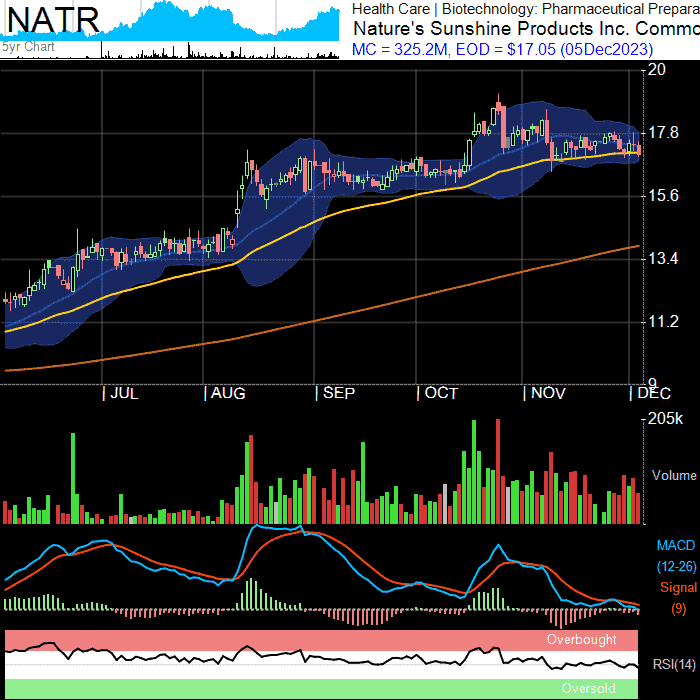 NATR
5yr Chart
Health Care | Biotechnology: Pharmaceutical Prepara
Nature's Sunshine Products Inc. Commo
MC = 325.2M, EOD = $17.05 (05Dec2023)
20
17.8
15.6
13.4
11.2
9
| JUL | AUG | SEP | OCT | NOV | DEC
205k
Volume
MACD
(12-26)
Signal
(9)
Overbought
RSI(14)
Oversold